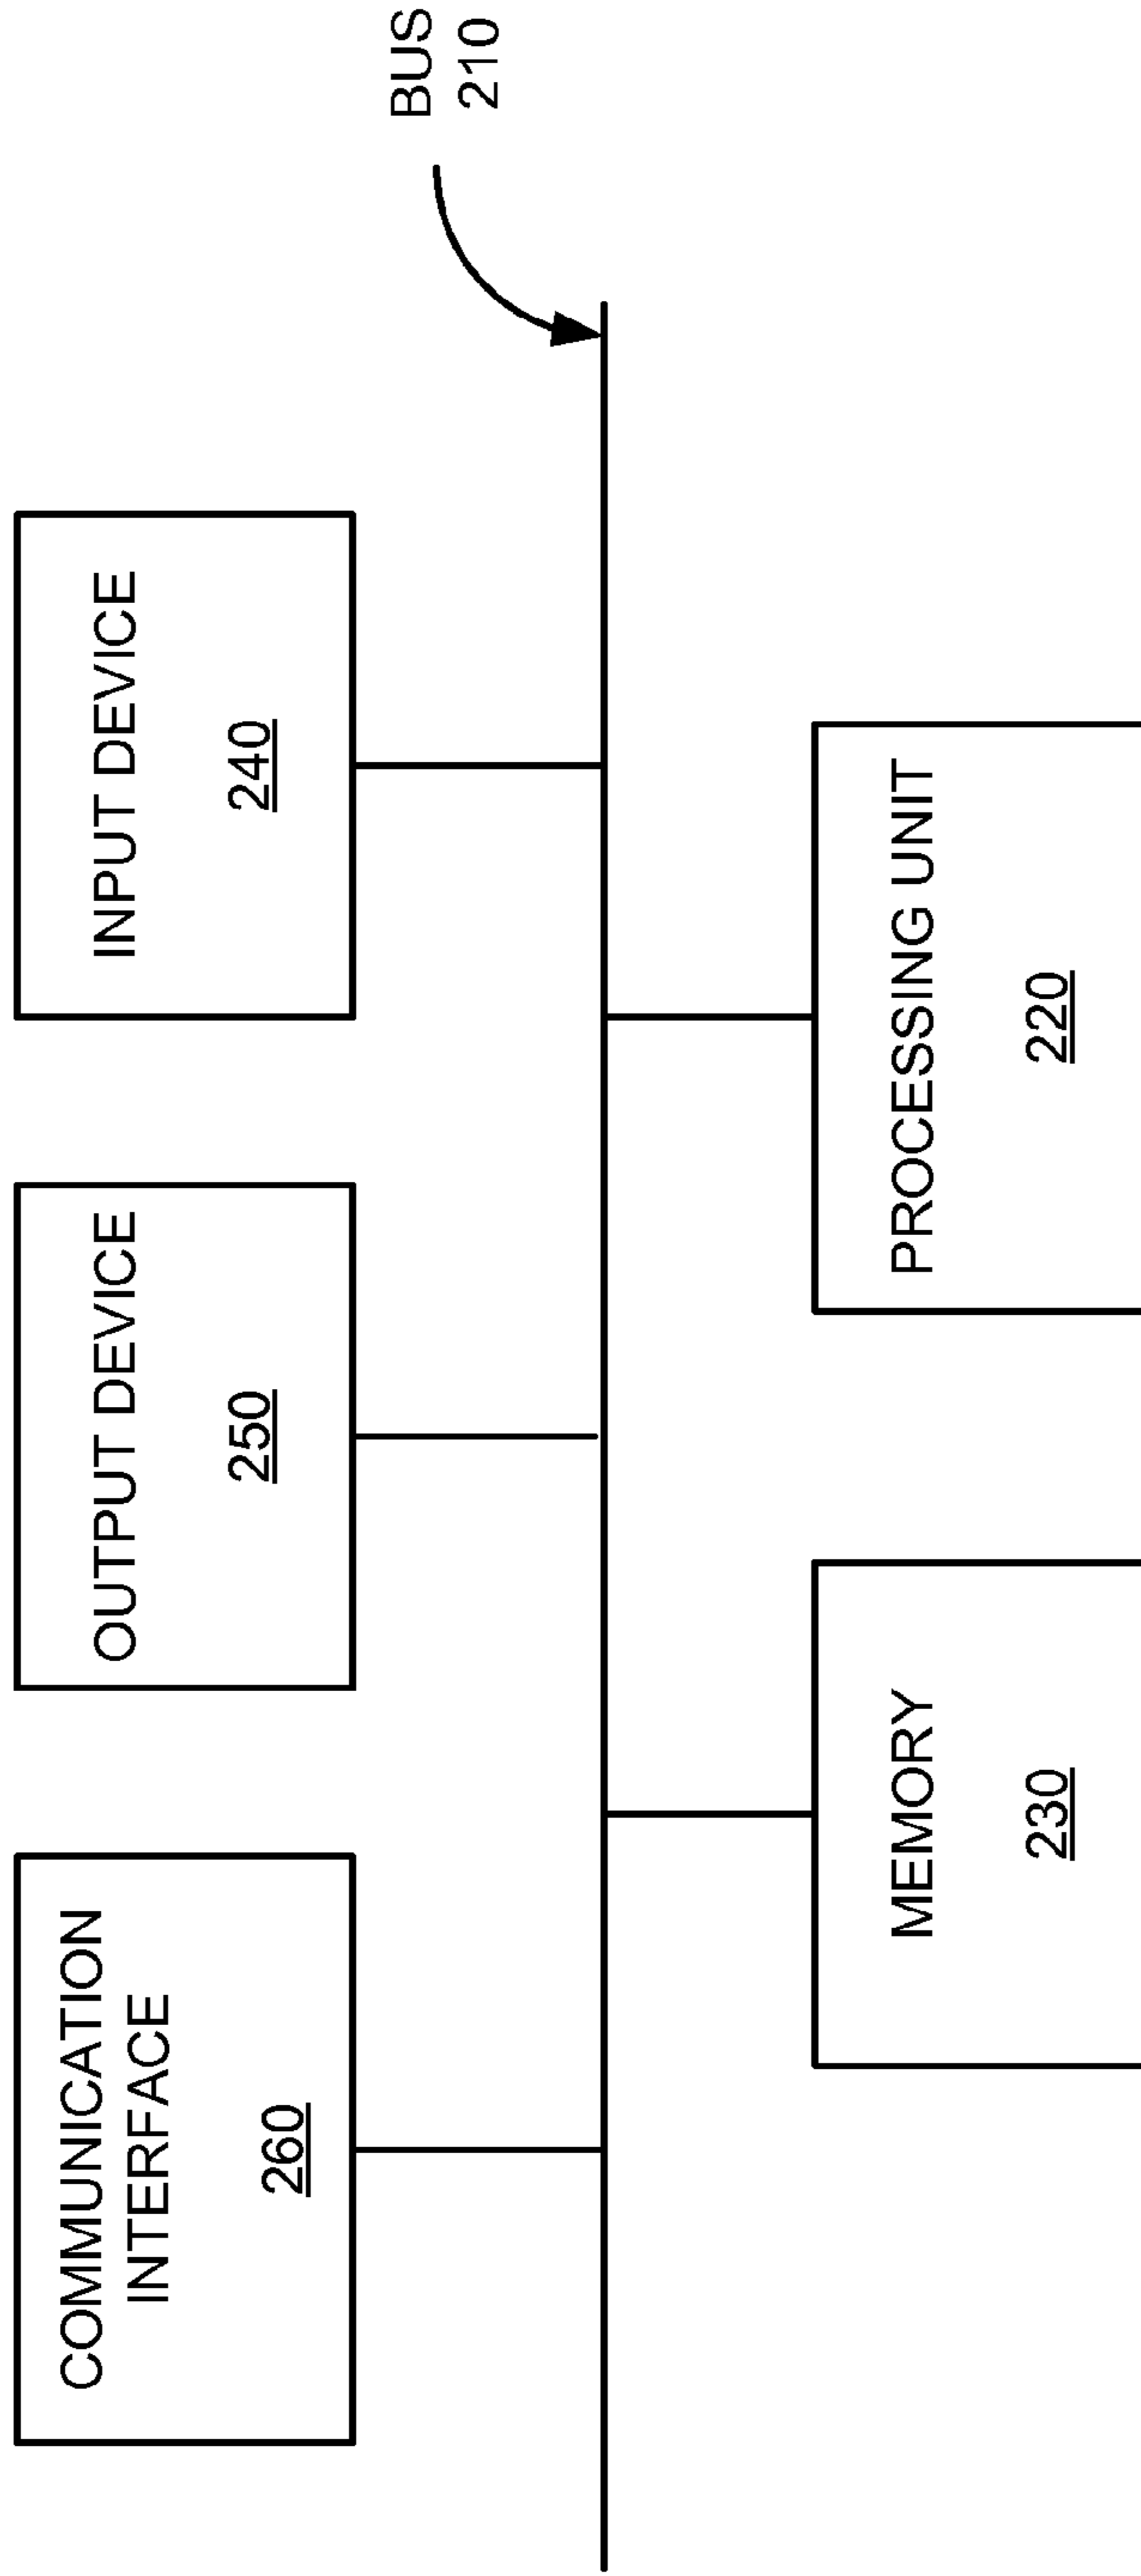 COMMUNICATION
INTERFACE
260
OUTPUT DEVICE
250
INPUT DEVICE
240
BUS
210
MEMORY
230
PROCESSING UNIT
220